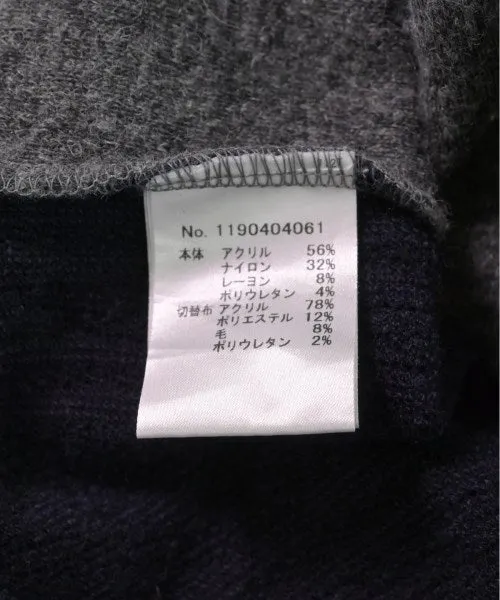 No. 1190404061
本体 アクリル 56%
ナイロン 32%
レーヨン 8%
ポリウレタン 4%
切替布 アクリル 78%
ポリエステル 12%
毛 8%
ポリウレタン 2%